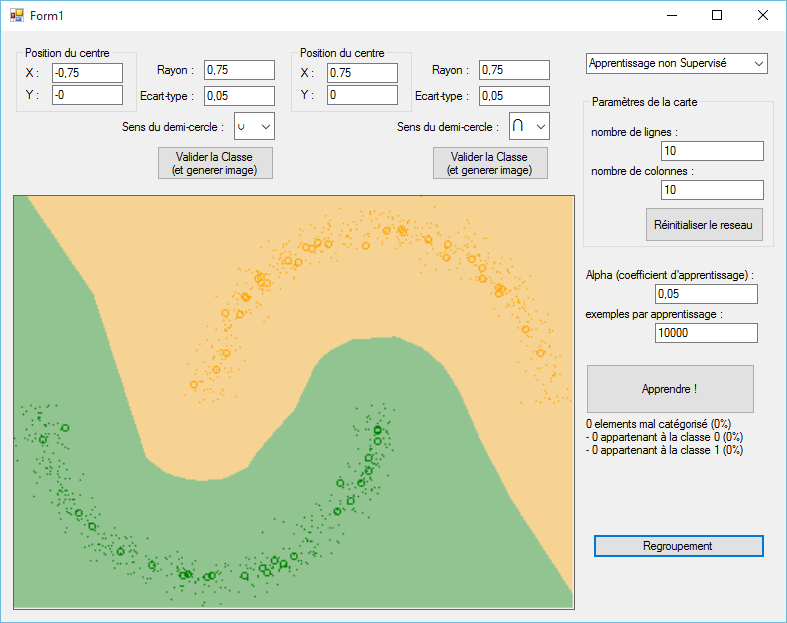 Form1
Position du centre
X :
-0,75
Y :
-0
Rayon :
0,75
Ecart-type :
0,05
Sens du demi-cercle :
∪
Valider la Classe
(et generer image)
Position du centre
X :
0.75
Y :
0
Rayon :
0,75
Ecart-type :
0,05
Sens du demi-cercle :
∩
Valider la Classe
(et generer image)
Apprentissage non Supervisé
Paramètres de la carte
nombre de lignes :
10
nombre de colonnes :
10
Réinitialiser le reseau
Alpha (coefficient d'apprentissage) :
0,05
exemples par apprentissage :
10000
Apprendre !
0 elements mal catégorisé (0%)
- 0 appartenant à la classe 0 (0%)
- 0 appartenant à la classe 1 (0%)
Regroupement